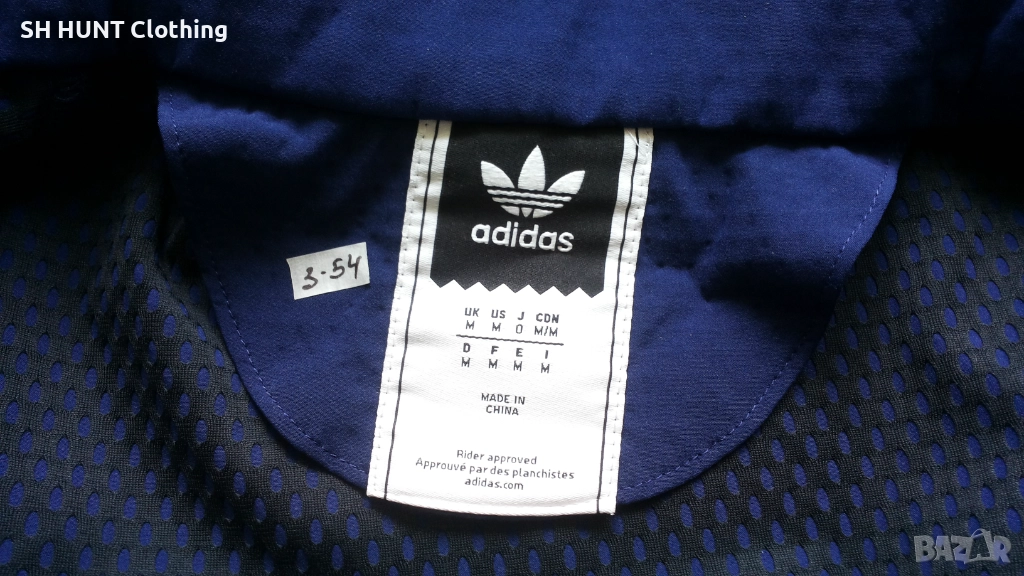 SH HUNT Clothing
adidas
3-54
UK US J CDN
M M O M/M
D F E I
M M M M
MADE IN
CHINA
Rider approved
Approuvé par des planchistes
adidas.com
BAZAR